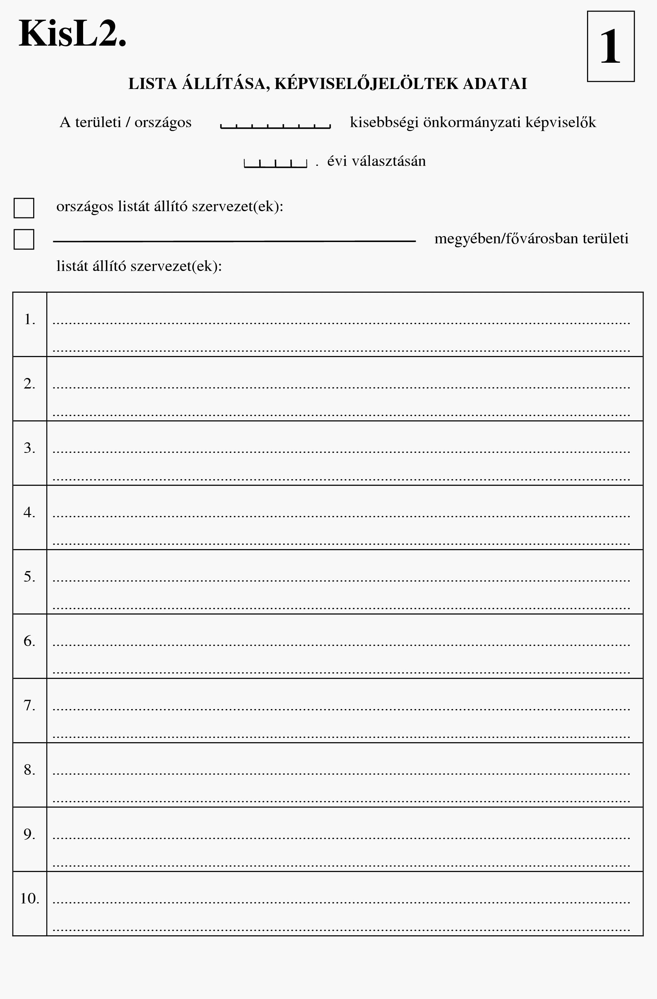 KisL2.
1
LISTA ÁLLÍTÁSA, KÉPVISELŐJELÖLTEK ADATAI
A területi / országos kisebbségi önkormányzati képviselők
. évi választásán
országos listát állító szervezet(ek):
megyében/fővárosban területi
listát állító szervezet(ek):
1.
2.
3.
4.
5.
6.
7.
8.
9.
10.